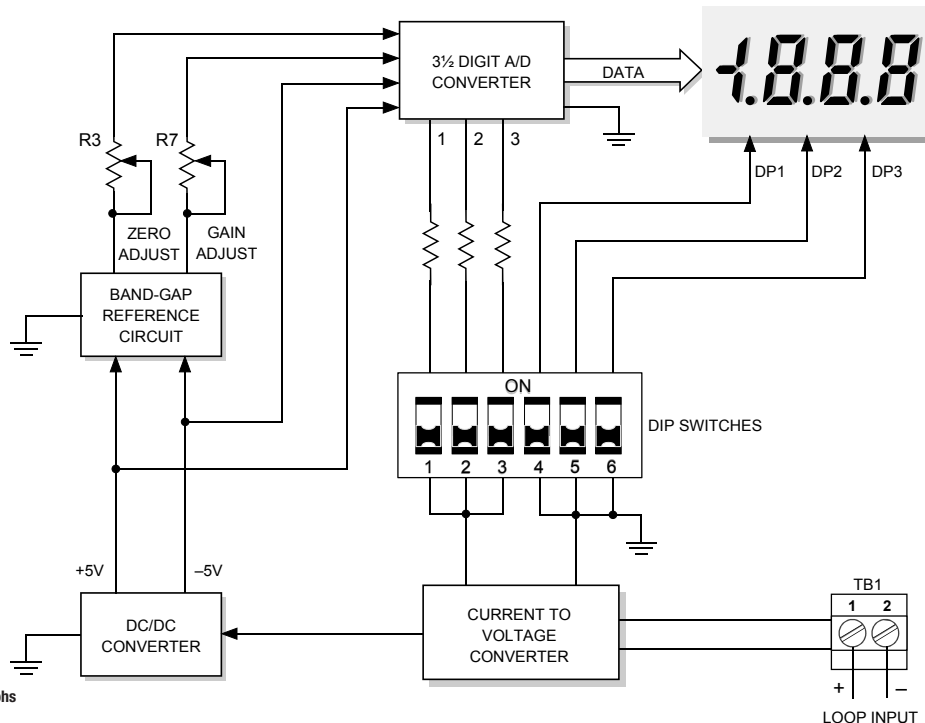 3½ DIGIT A/D
CONVERTER
DATA
-1.8.8.8
R3
R7
1 2 3
DP1
DP2
DP3
ZERO
ADJUST
GAIN
ADJUST
BAND-GAP
REFERENCE
CIRCUIT
ON
DIP SWITCHES
1 2 3 4 5 6
+5V
–5V
DC/DC
CONVERTER
CURRENT TO
VOLTAGE
CONVERTER
TB1
1 2
+ –
LOOP INPUT
phs